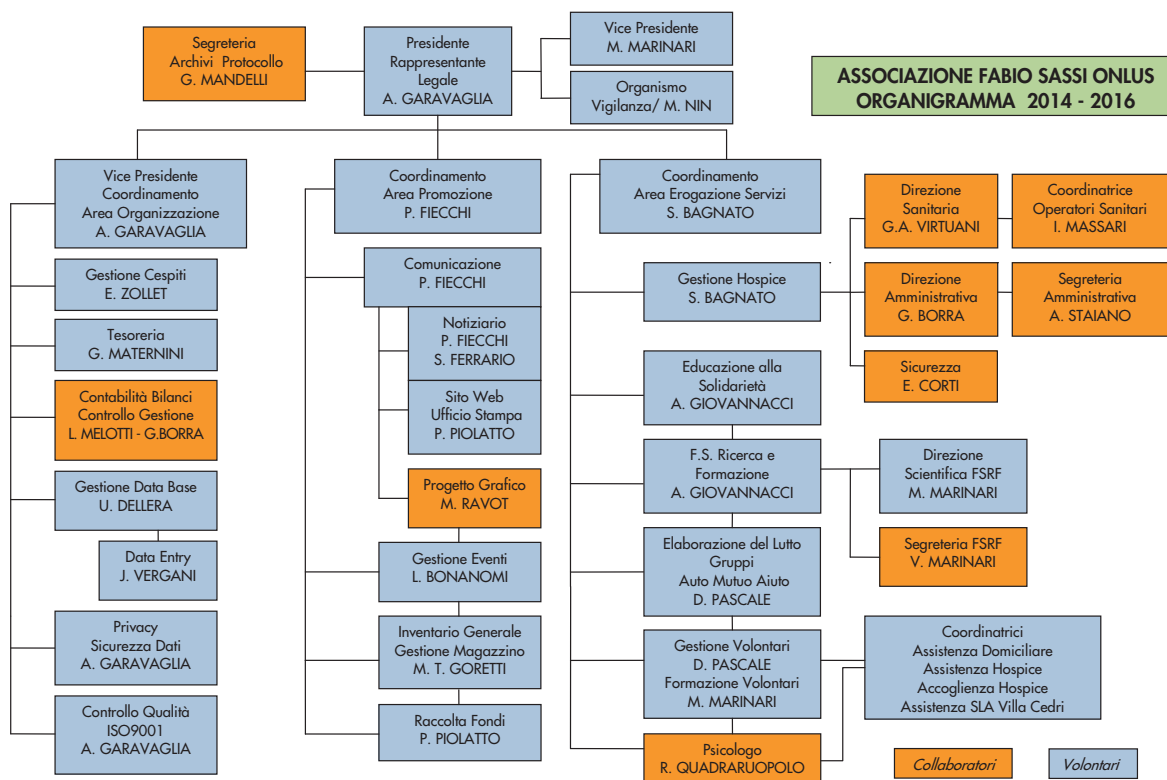 Segreteria
Archivi Protocollo
G. MANDELLI
Presidente
Rappresentante
Legale
A. GARAVAGLIA
Vice Presidente
M. MARINARI
Organismo
Vigilanza/ M. NIN
ASSOCIAZIONE FABIO SASSI ONLUS
ORGANIGRAMMA 2014 - 2016
Vice Presidente
Coordinamento
Area Organizzazione
A. GARAVAGLIA
Gestione Cespiti
E. ZOLLET
Tesoreria
G. MATERNINI
Contabilità Bilanci
Controllo Gestione
L. MELOTTI - G.BORRA
Gestione Data Base
U. DELLERA
Data Entry
J. VERGANI
Privacy
Sicurezza Dati
A. GARAVAGLIA
Controllo Qualità
ISO9001
A. GARAVAGLIA
Coordinamento
Area Promozione
P. FIECCHI
Comunicazione
P. FIECCHI
Notiziario
P. FIECCHI
S. FERRARIO
Sito Web
Ufficio Stampa
P. PIOLATTO
Progetto Grafico
M. RAVOT
Gestione Eventi
L. BONANOMI
Inventario Generale
Gestione Magazzino
M. T. GORETTI
Raccolta Fondi
P. PIOLATTO
Coordinamento
Area Erogazione Servizi
S. BAGNATO
Gestione Hospice
S. BAGNATO
Direzione
Sanitaria
G.A. VIRTUANI
Coordinatrice
Operatori Sanitari
I. MASSARI
Direzione
Amministrativa
G. BORRA
Segreteria
Amministrativa
A. STAIANO
Sicurezza
E. CORTI
Educazione alla
Solidarietà
A. GIOVANNACCI
F.S. Ricerca e
Formazione
A. GIOVANNACCI
Direzione
Scientifica FSRF
M. MARINARI
Segreteria FSRF
V. MARINARI
Elaborazione del Lutto
Gruppi
Auto Mutuo Aiuto
D. PASCALE
Gestione Volontari
D. PASCALE
Formazione Volontari
M. MARINARI
Coordinatrici
Assistenza Domiciliare
Assistenza Hospice
Accoglienza Hospice
Assistenza SLA Villa Cedri
Psicologo
R. QUADRARUOPOLO
Collaboratori
Volontari